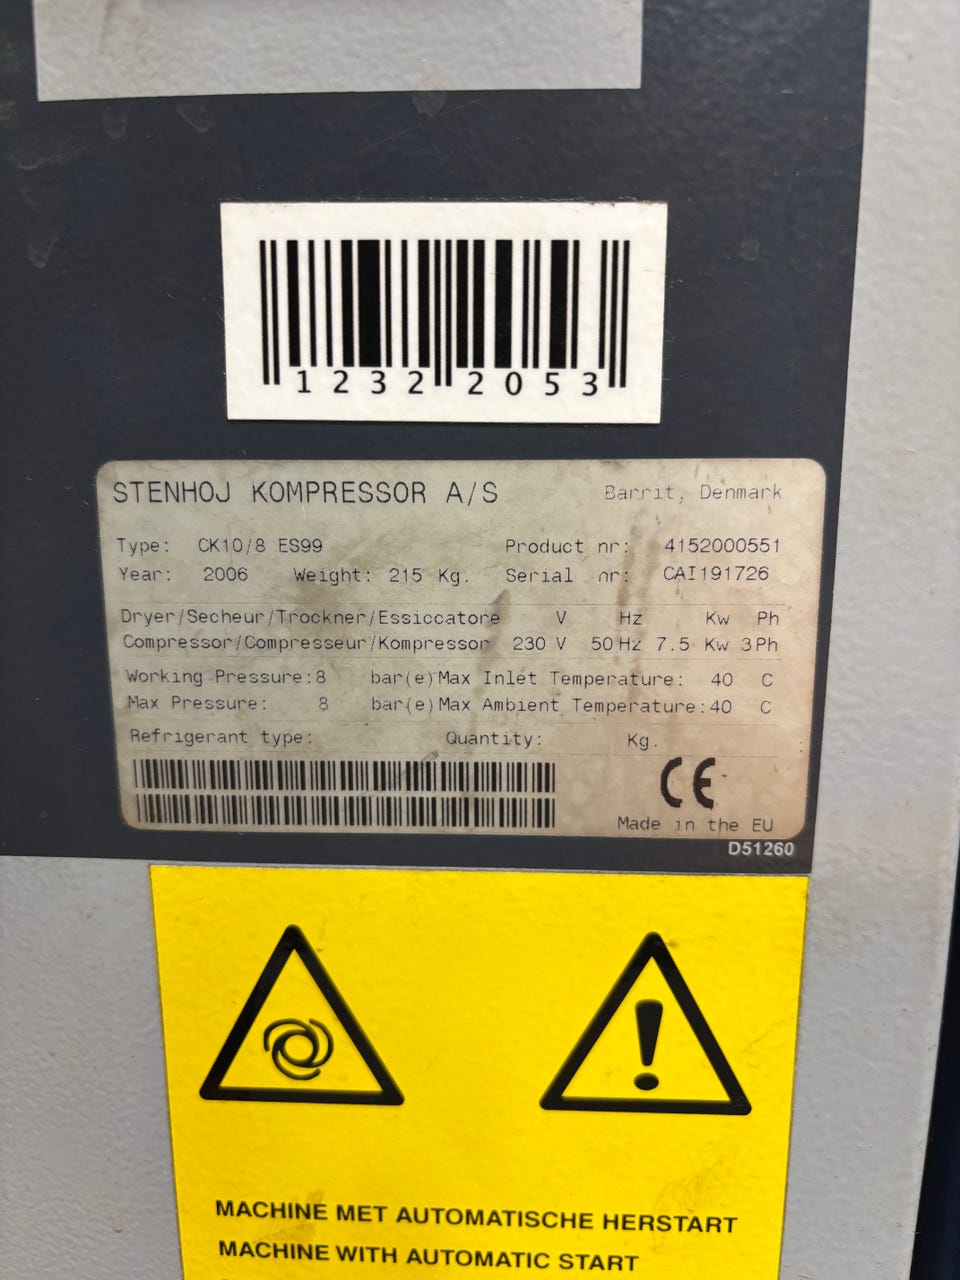 1232 2053
STENHOJ KOMPRESSOR A/S Barrit, Denmark
Type: CK10/8 ES99 Product nr: 4152000551
Year: 2006 Weight: 215 Kg. Serial nr: CAI191726
Dryer/Secheur/Trockner/Essiccatore V Hz Kw Ph
Compressor/Compresseur/Kompressor 230 V 50 Hz 7.5 Kw 3 Ph
Working Pressure:8 bar(e) Max Inlet Temperature: 40 C
Max Pressure: 8 bar(e) Max Ambient Temperature:40 C
Refrigerant type: Quantity: Kg.
CE
Made in the EU
D51260
MACHINE MET AUTOMATISCHE HERSTART
MACHINE WITH AUTOMATIC START